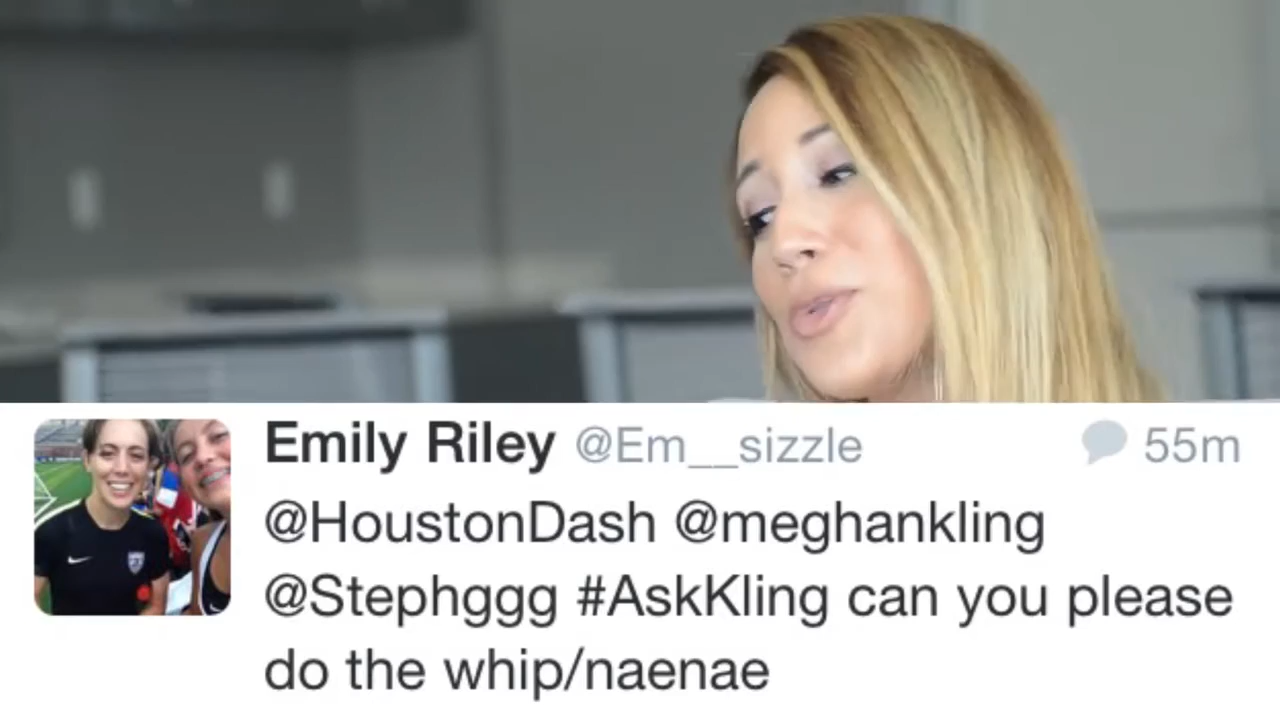 Emily Riley @Em__sizzle 55m
@HoustonDash @meghankling
@Stephggg #AskKling can you please
do the whip/naenae